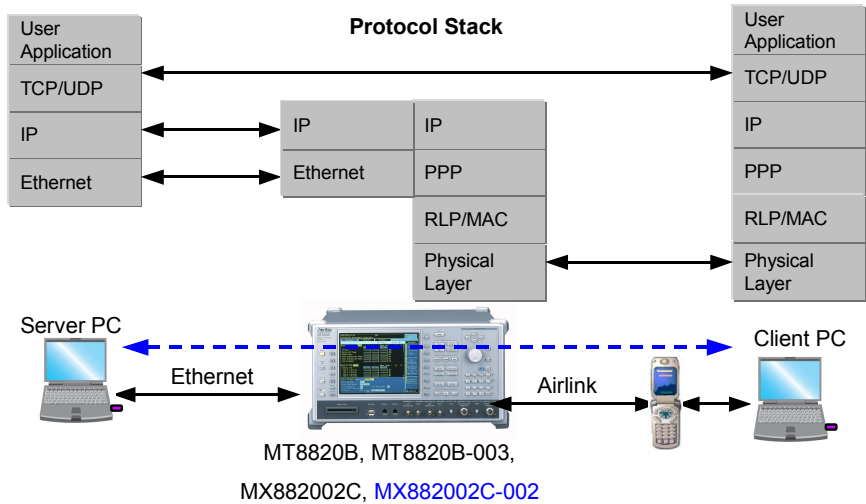 Protocol Stack
User
Application
TCP/UDP
IP
Ethernet
IP
Ethernet
IP
PPP
RLP/MAC
Physical
Layer
User
Application
TCP/UDP
IP
PPP
RLP/MAC
Physical
Layer
Server PC
Client PC
Ethernet
Airlink
MT8820B, MT8820B-003,
MX882002C, MX882002C-002